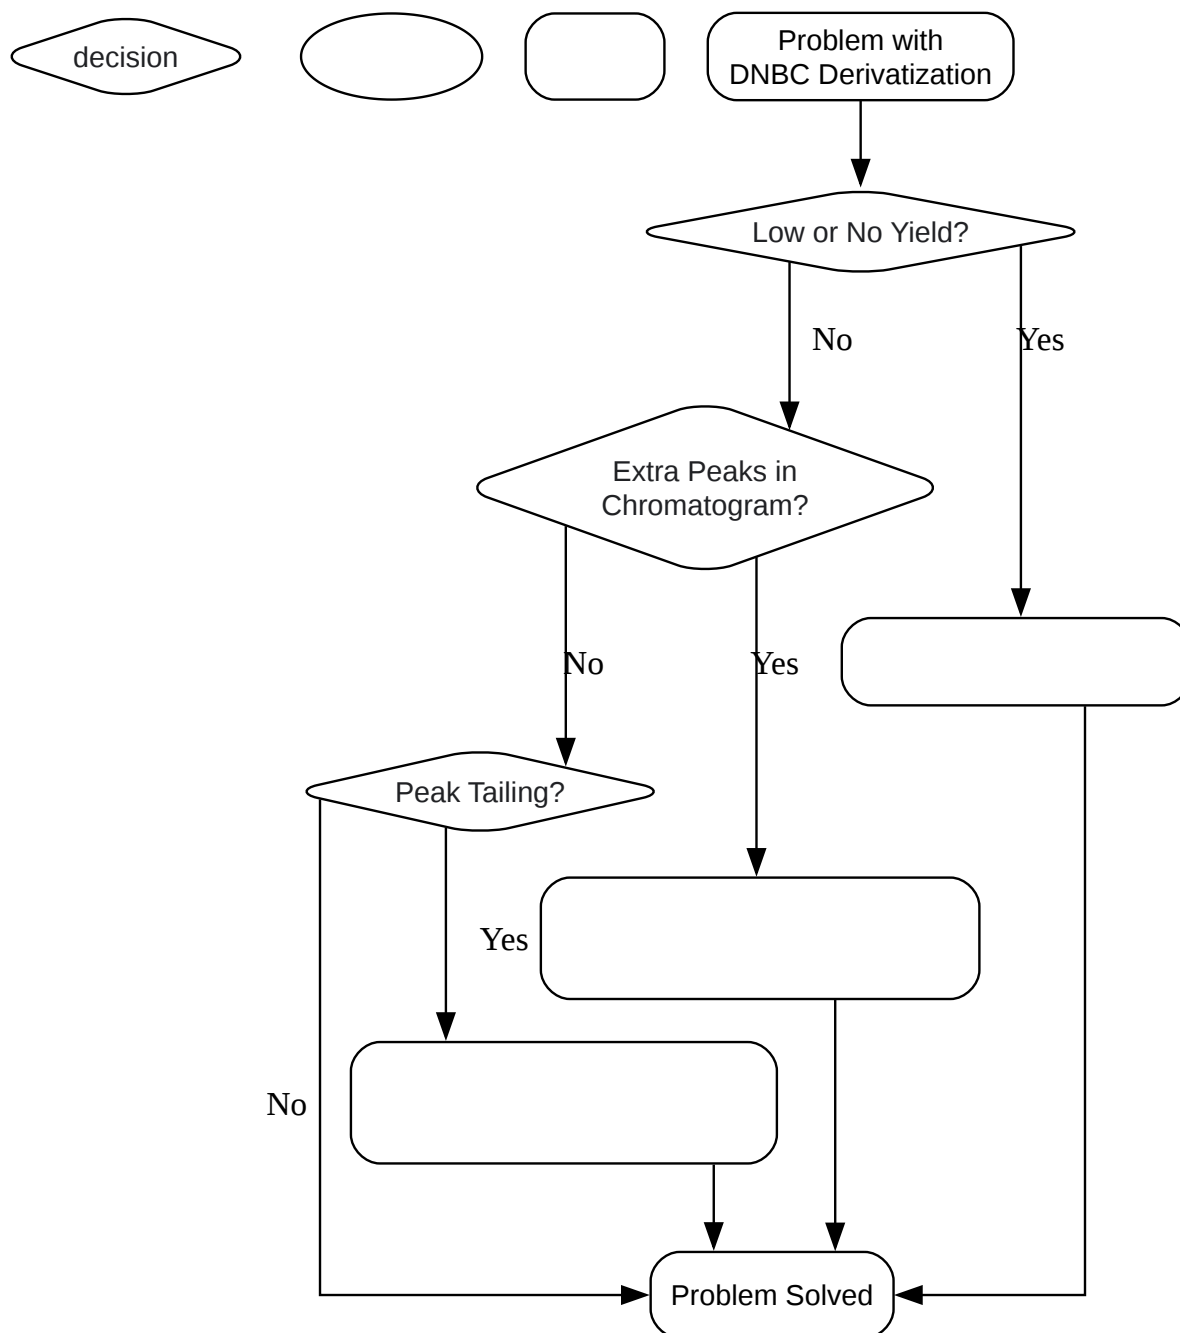 decision
Problem with
DNBC Derivatization
Low or No Yield?
No
Yes
Extra Peaks in
Chromatogram?
No
Yes
Peak Tailing?
Yes
No
Problem Solved